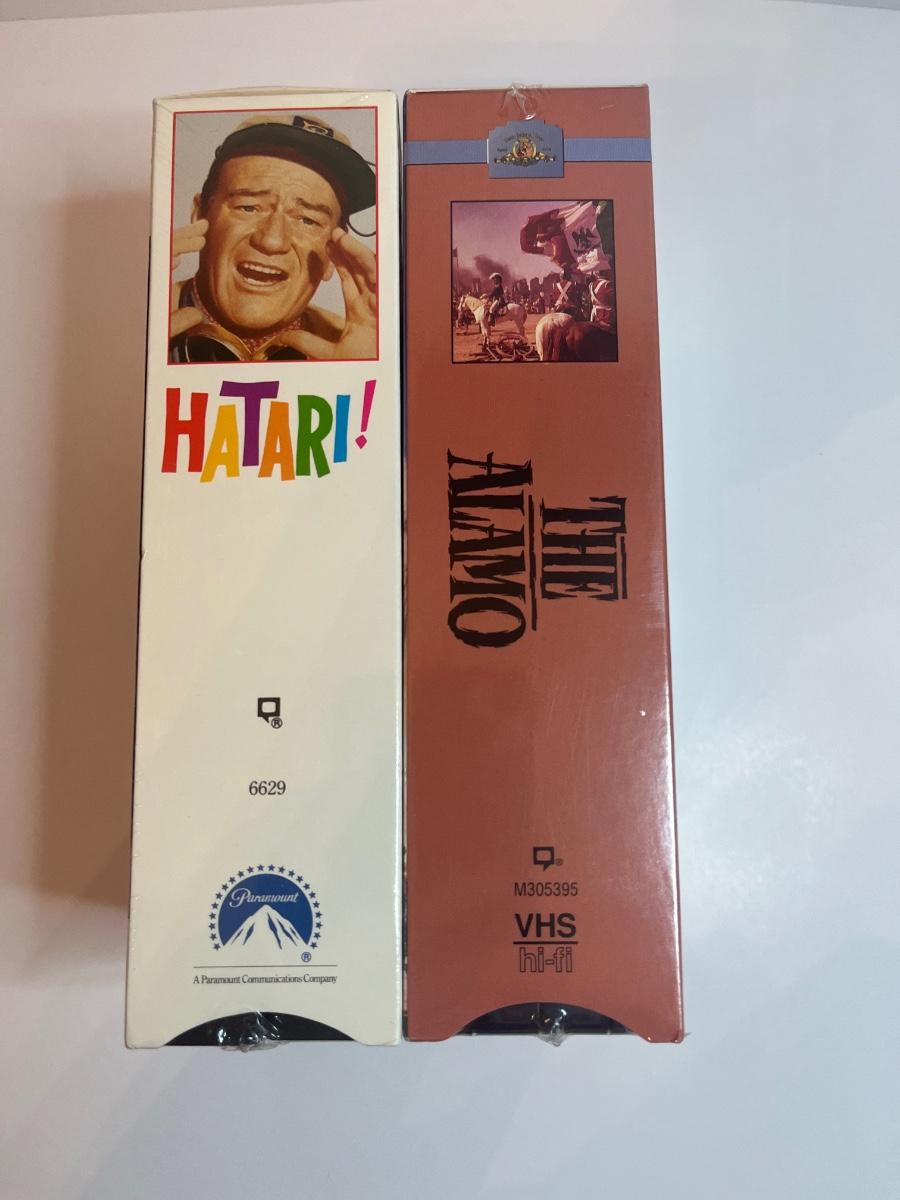 HATARI!
®
6629
Paramount
®
A Paramount Communications Company
THE
ALAMO
®
M305395
VHS
hi-fi